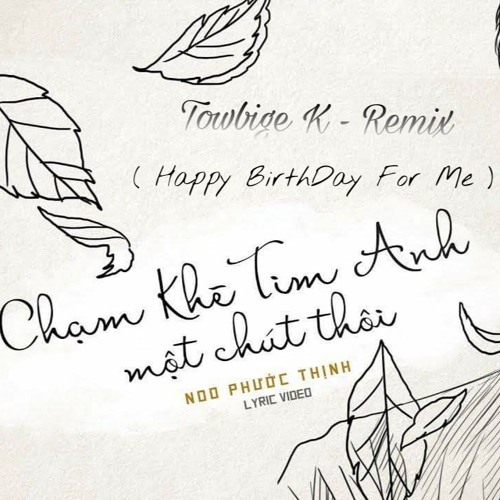 Towbige K - Remix
( Happy BirthDay For Me )
Chạm Khẽ Tim Anh
một chút thôi
NOO PHƯỚC THỊNH
LYRIC VIDEO